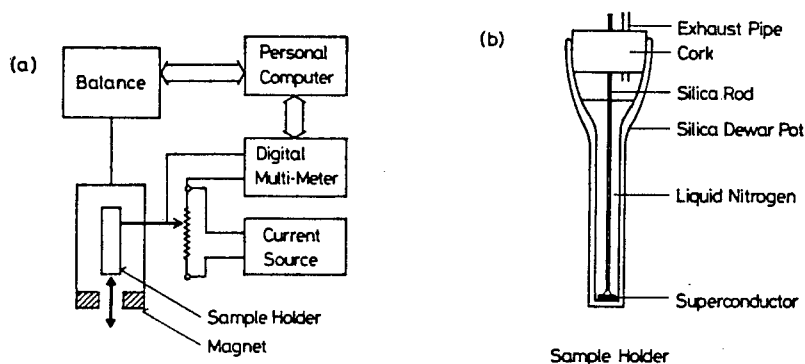 (a)
Balance
Personal
Computer
Digital
Multi-Meter
Current
Source
Sample Holder
Magnet
(b)
Exhaust Pipe
Cork
Silica Rod
Silica Dewar Pot
Liquid Nitrogen
Superconductor
Sample Holder